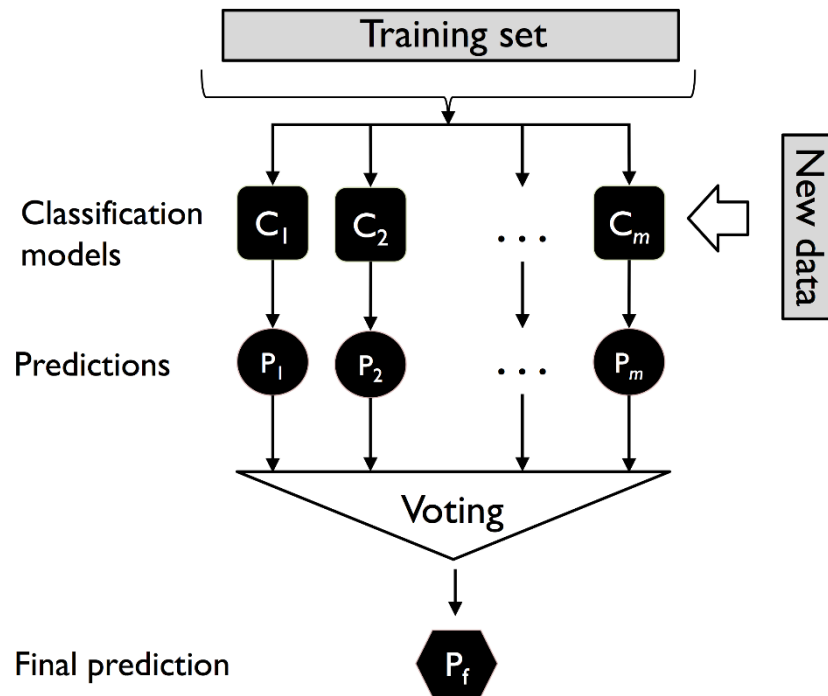 Training set
New data
Classification
models
C1
C2
. . .
Cm
Predictions
P1
P2
. . .
Pm
Voting
Final prediction
Pf